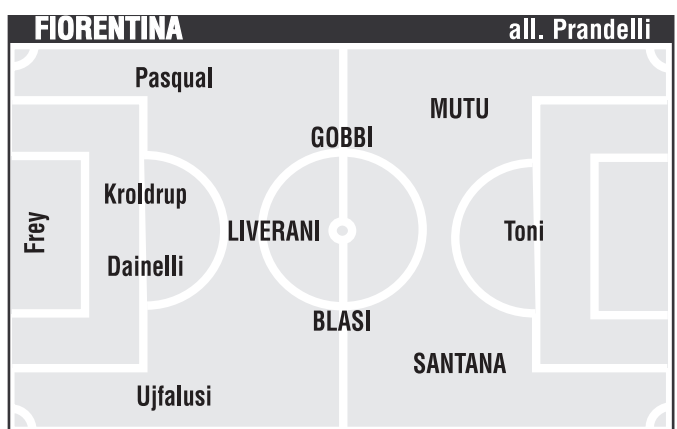 FIORENTINA all. Prandelli
Pasqual
MUTU
GOBBI
Kroldrup
Frey
LIVERANI
Toni
Dainelli
BLASI
SANTANA
Ujfalusi